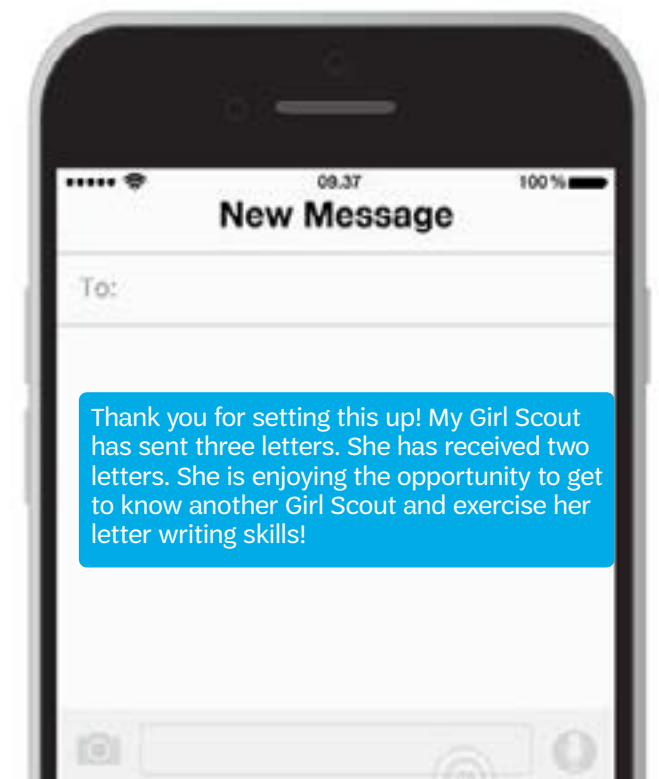 09.37
100%
New Message
To:
Thank you for setting this up! My Girl Scout
has sent three letters. She has received two
letters. She is enjoying the opportunity to get
to know another Girl Scout and exercise her
letter writing skills!